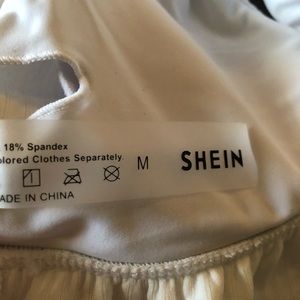 18% Spandex
olored Clothes Separately.
M SHEIN
ADE IN CHINA